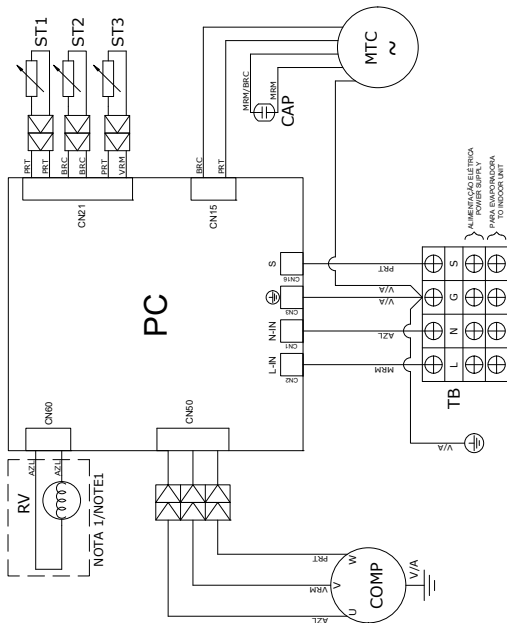 ST1
ST2
ST3
PRT
PRT
BRC
BRC
PRT
VRM
CN21
BRC
PRT
CN15
MRM/BRC
MRM
CAP
MTC
~
PC
CN60
AZL
AZL
RV
NOTA 1/NOTE1
CN50
S
CN16
CN3
N-IN
CN1
L-IN
CN2
PRT
V/A
V/A
AZL
MRM
S
G
N
L
TB
ALIMENTAÇÃO ELÉTRICA
POWER SUPPLY
PARA EVAPORADORA
TO INDOOR UNIT
V/A
PRT
VRM
AZL
W
V
U
COMP
V/A